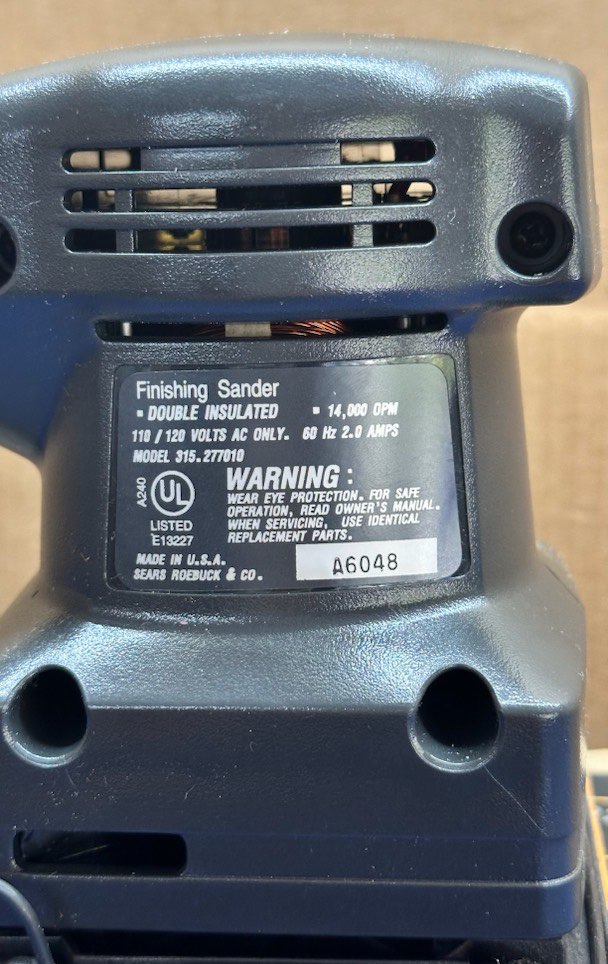 Finishing Sander
▪ DOUBLE INSULATED ▪ 14,000 OPM
110 / 120 VOLTS AC ONLY. 60 Hz 2.0 AMPS
MODEL 315.277010
A240
UL
LISTED
E13227
WARNING :
WEAR EYE PROTECTION. FOR SAFE
OPERATION, READ OWNER'S MANUAL.
WHEN SERVICING, USE IDENTICAL
REPLACEMENT PARTS.
MADE IN U.S.A.
SEARS ROEBUCK & CO.
A6048